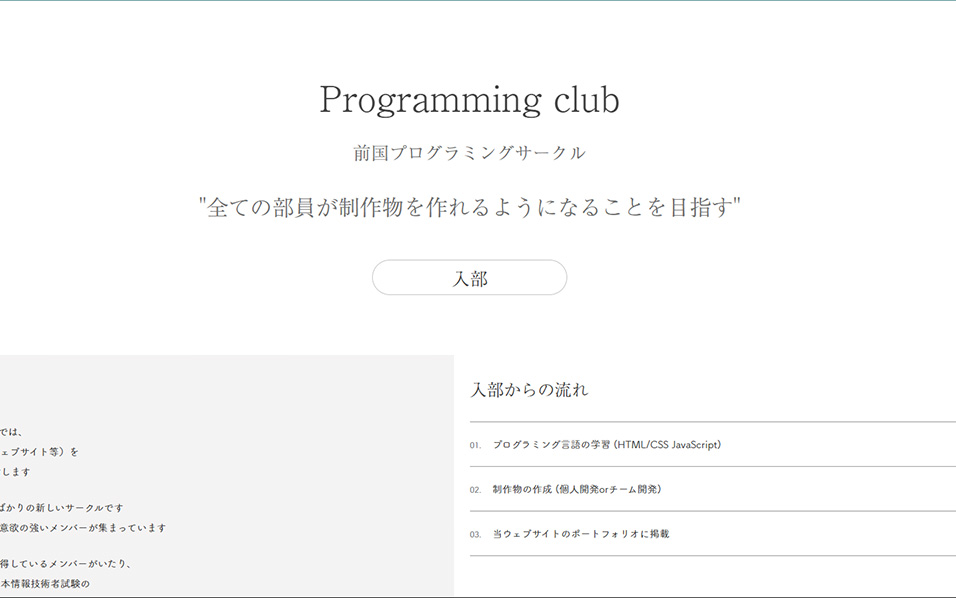 Programming club
前国プログラミングサークル
"全ての部員が制作物を作れるようになることを目指す"
入部
では、
ェブサイト等）を
します
ばかりの新しいサークルです
意欲の強いメンバーが集まっています
得しているメンバーがいたり、
本情報技術者試験の
入部からの流れ
01. プログラミング言語の学習 (HTML/CSS JavaScript)
02. 制作物の作成 (個人開発orチーム開発)
03. 当ウェブサイトのポートフォリオに掲載